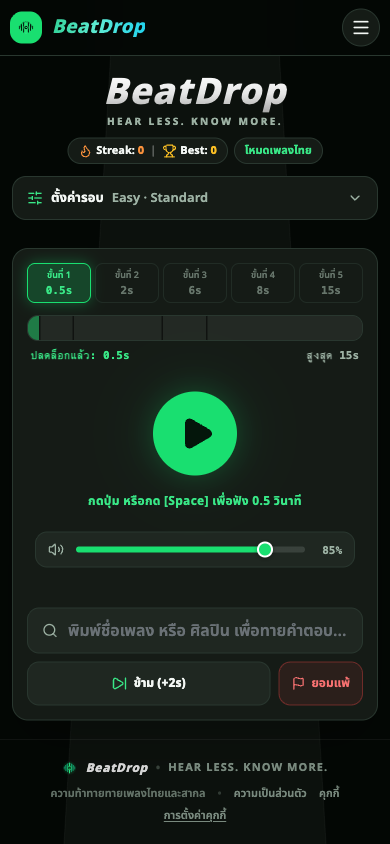 BeatDrop
BeatDrop
HEAR LESS. KNOW MORE.
Streak: 0 | Best: 0 โหมดเพลงไทย
ตั้งค่ารอบ Easy · Standard
ขั้นที่ 1 ขั้นที่ 2 ขั้นที่ 3 ขั้นที่ 4 ขั้นที่ 5
0.5s 2s 6s 8s 15s
ปลดล็อกแล้ว: 0.5s สูงสุด 15s
กดปุ่ม หรือกด [Space] เพื่อฟัง 0.5 วินาที
85%
พิมพ์ชื่อเพลง หรือ ศิลปิน เพื่อทายคำตอบ...
ข้าม (+2s) ยอมแพ้
BeatDrop • HEAR LESS. KNOW MORE.
ความท้าทายทายเพลงไทยและสากล • ความเป็นส่วนตัว คุกกี้
การตั้งค่าคุกกี้